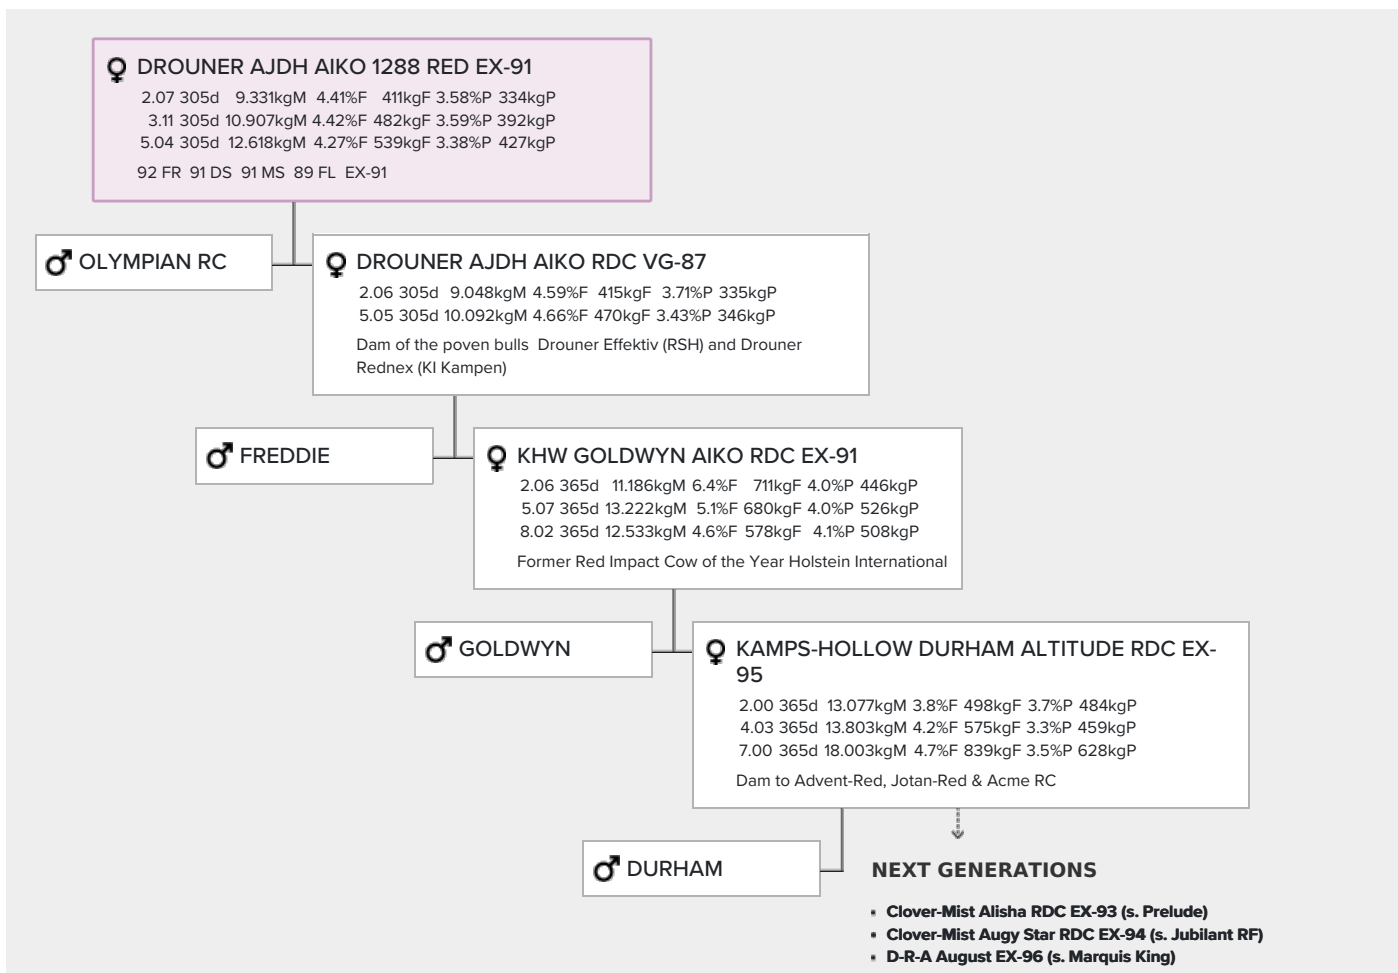 DROUNER AJDH AIKO 1288 RED EX-91
2.07 305d 9.331kgM 4.41%F 411kgF 3.58%P 334kgP
3.11 305d 10.907kgM 4.42%F 482kgF 3.59%P 392kgP
5.04 305d 12.618kgM 4.27%F 539kgF 3.38%P 427kgP
92 FR 91 DS 91 MS 89 FL EX-91
OLYMPIAN RC
DROUNER AJDH AIKO RDC VG-87
2.06 305d 9.048kgM 4.59%F 415kgF 3.71%P 335kgP
5.05 305d 10.092kgM 4.66%F 470kgF 3.43%P 346kgP
Dam of the poven bulls Drouner Effektiv (RSH) and Drouner
Rednex (KI Kampen)
FREDDIE
KHW GOLDWYN AIKO RDC EX-91
2.06 365d 11.186kgM 6.4%F 711kgF 4.0%P 446kgP
5.07 365d 13.222kgM 5.1%F 680kgF 4.0%P 526kgP
8.02 365d 12.533kgM 4.6%F 578kgF 4.1%P 508kgP
Former Red Impact Cow of the Year Holstein International
GOLDWYN
KAMPS-HOLLOW DURHAM ALTITUDE RDC EX-
95
2.00 365d 13.077kgM 3.8%F 498kgF 3.7%P 484kgP
4.03 365d 13.803kgM 4.2%F 575kgF 3.3%P 459kgP
7.00 365d 18.003kgM 4.7%F 839kgF 3.5%P 628kgP
Dam to Advent-Red, Jotan-Red & Acme RC
DURHAM
NEXT GENERATIONS
▪ Clover-Mist Alisha RDC EX-93 (s. Prelude)
▪ Clover-Mist Augy Star RDC EX-94 (s. Jubilant RF)
▪ D-R-A August EX-96 (s. Marquis King)